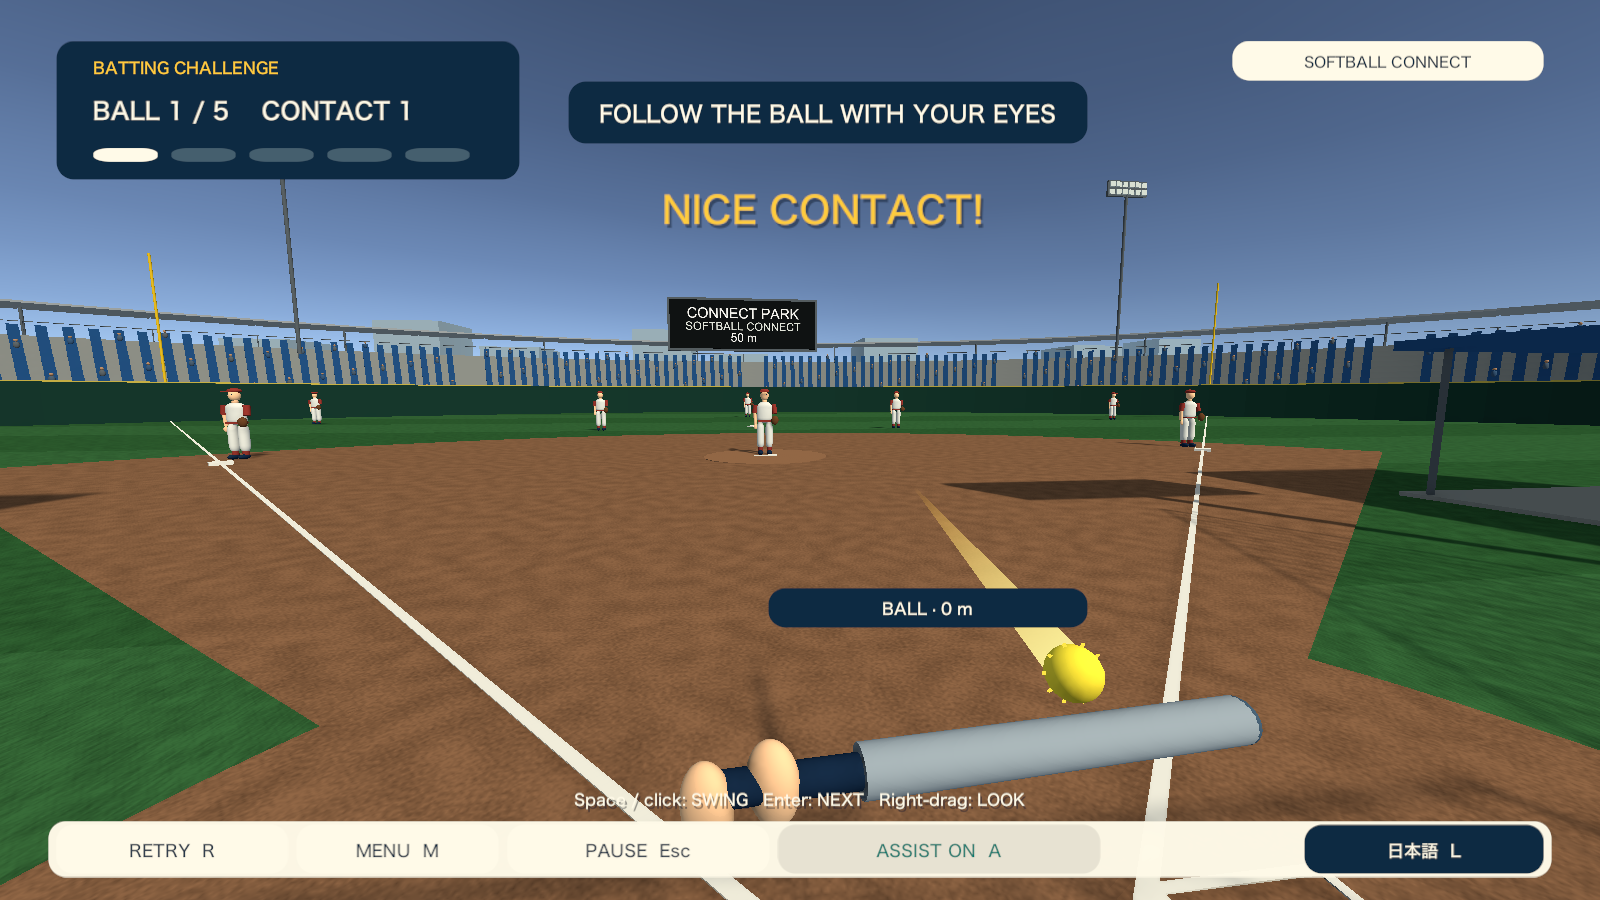 BATTING CHALLENGE
BALL 1 / 5 CONTACT 1
FOLLOW THE BALL WITH YOUR EYES
SOFTBALL CONNECT
NICE CONTACT!
CONNECT PARK
SOFTBALL CONNECT
50 m
BALL · 0 m
Space / click: SWING Enter: NEXT Right-drag: LOOK
RETRY R
MENU M
PAUSE Esc
ASSIST ON A
日本語 L